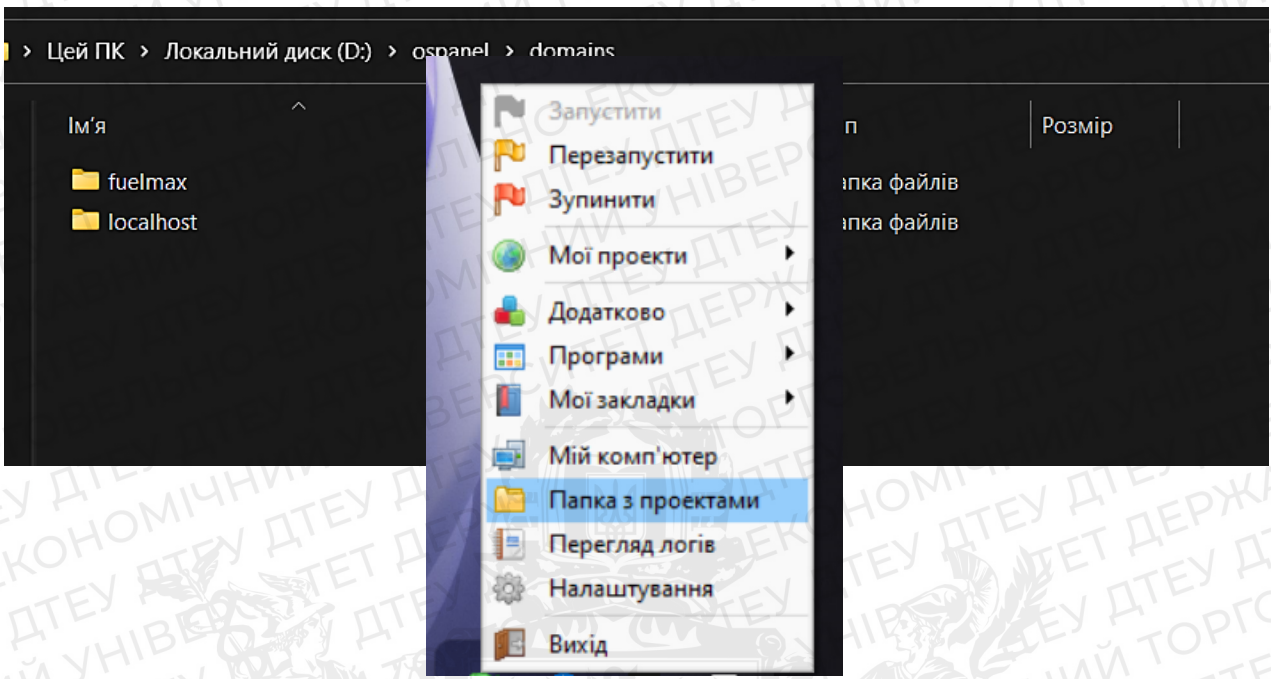 Цей ПК > Локальний диск (D:) > ospanel > domains
Ім'я
Розмір
fuelmax
апка файлів
localhost
апка файлів
Запустити
Перезапустити
Зупинити
Мої проекти
Додатково
Програми
Мої закладки
Мій комп'ютер
Папка з проектами
Перегляд логів
Налаштування
Вихід